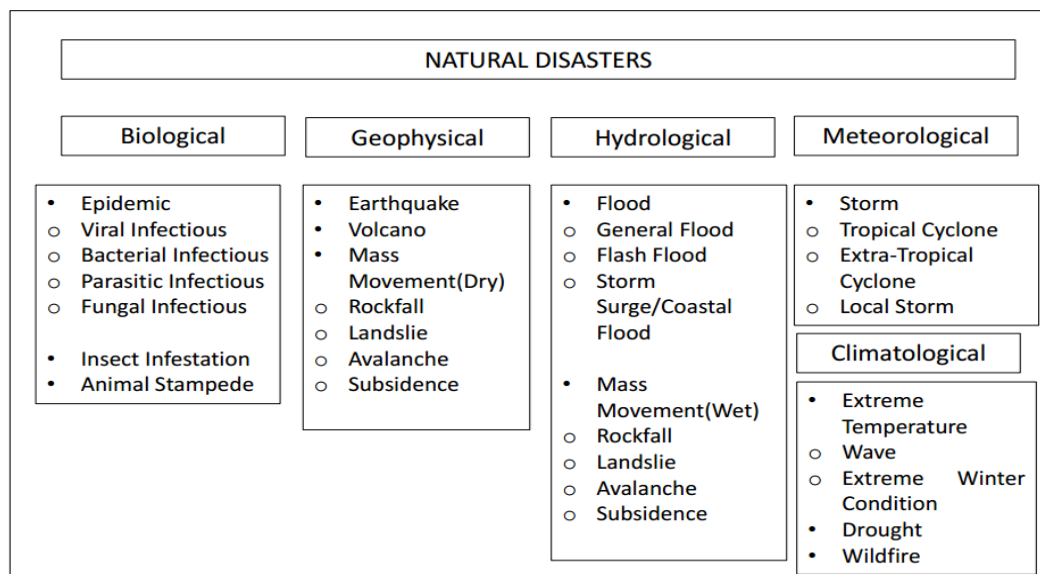 NATURAL DISASTERS
Biological
• Epidemic
o Viral Infectious
o Bacterial Infectious
o Parasitic Infectious
o Fungal Infectious
• Insect Infestation
• Animal Stampede
Geophysical
• Earthquake
• Volcano
• Mass
Movement(Dry)
o Rockfall
o Landslie
o Avalanche
o Subsidence
Hydrological
• Flood
o General Flood
o Flash Flood
o Storm
Surge/Coastal
Flood
• Mass
Movement(Wet)
o Rockfall
o Landslie
o Avalanche
o Subsidence
Meteorological
• Storm
o Tropical Cyclone
o Extra-Tropical
Cyclone
o Local Storm
Climatological
• Extreme
Temperature
o Wave
o Extreme Winter
Condition
• Drought
• Wildfire